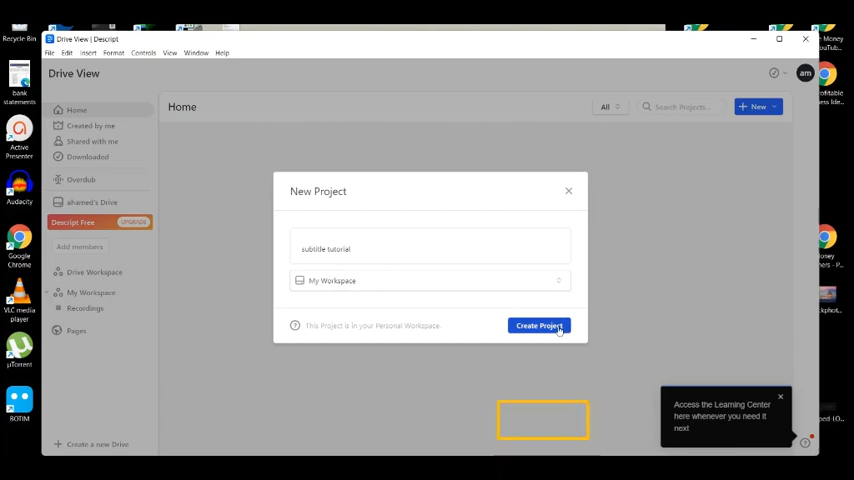 Recycle Bin
bank
statements
Active
Presenter
Audacity
Google
Chrome
VLC media
player
µTorrent
BOTIM
Drive View | Descript
File Edit Insert Format Controls View Window Help
Drive View
am
Home
Created by me
Shared with me
Downloaded
Overdub
ahamed's Drive
Descript Free UPGRADE
Add members
Drive Workspace
My Workspace
Recordings
Pages
Create a new Drive
Home
All
Search Projects...
New
New Project
subtitle tutorial
My Workspace
This Project is in your Personal Workspace.
Create Project
Access the Learning Center
here whenever you need it
next